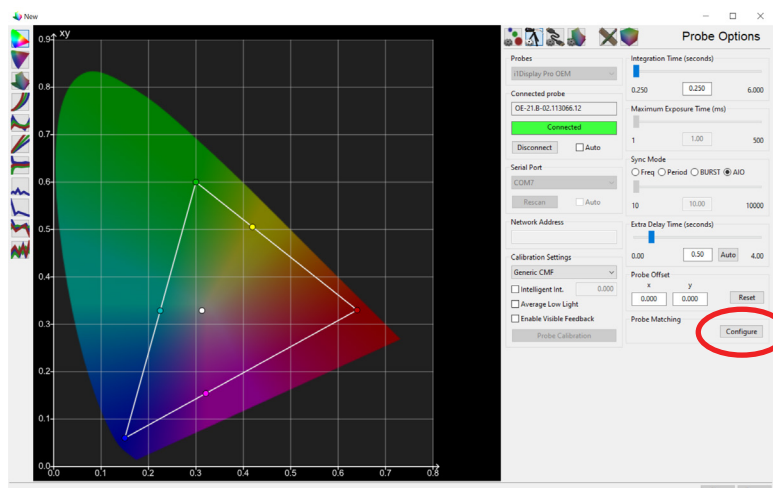 New
xy
0.9
0.8
0.7
0.6
0.5
0.4
0.3
0.2
0.1
0.0
0.0 0.1 0.2 0.3 0.4 0.5 0.6 0.7 0.8
Probe Options
Probes
i1Display Pro OEM
Connected probe
OE-21.B-02.113066.12
Connected
Disconnect Auto
Serial Port
COM7
Rescan Auto
Network Address
Calibration Settings
Generic CMF
Intelligent Int. 0.000
Average Low Light
Enable Visible Feedback
Probe Calibration
Integration Time (seconds)
0.250 0.250 6.000
Maximum Exposure Time (ms)
1 1.00 500
Sync Mode
Freq Period BURST AIO
10 10.00 10000
Extra Delay Time (seconds)
0.00 0.50 Auto 4.00
Probe Offset
x y
0.000 0.000 Reset
Probe Matching
Configure